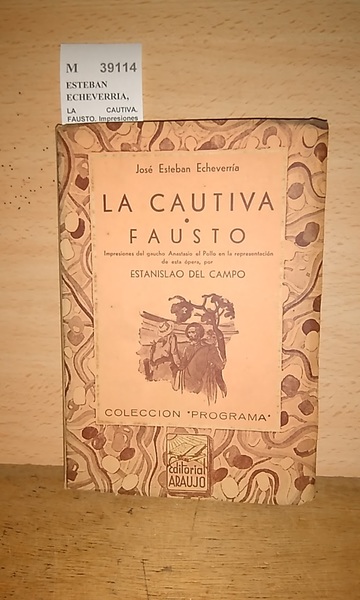 M 39114
ESTEBAN
ECHEVERRIA,
LA CAUTIVA.
FAUSTO. Impresiones
José Esteban Echeverría
LA CAUTIVA
•
FAUSTO
Impresiones del gaucho Anastasio el Pollo en la representación
de esta ópera, por
ESTANISLAO DEL CAMPO
COLECCION "PROGRAMA"
Editorial
ARAUJO